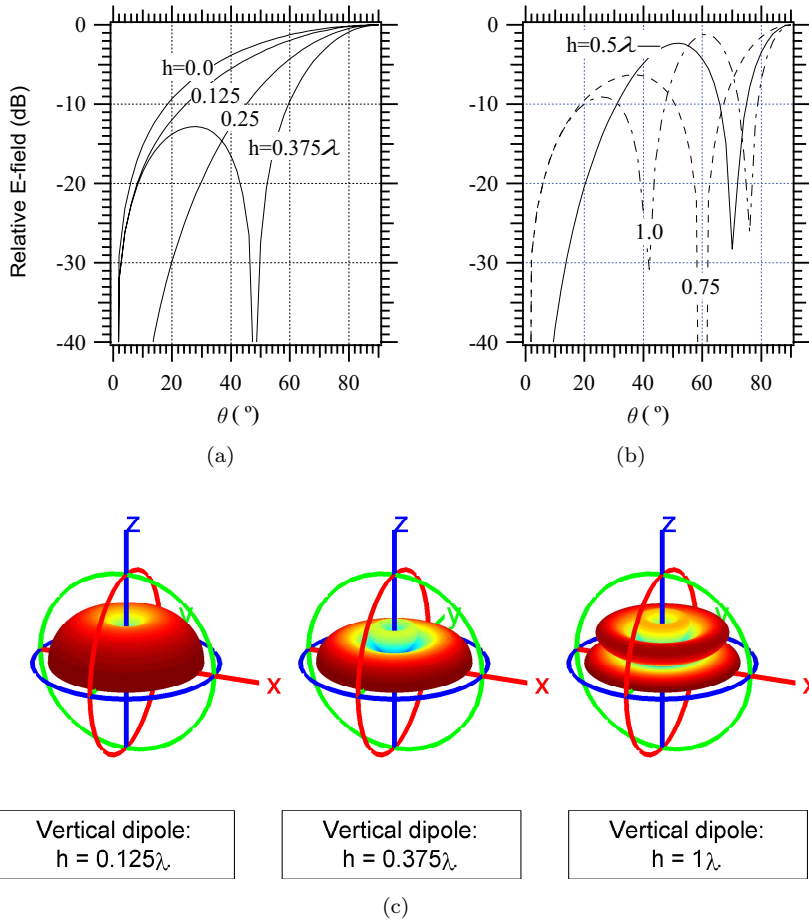 0
-10
-20
-30
-40
Relative E-field (dB)
h=0.0
0.125
0.25
h=0.375λ
0 20 40 60 80
θ ( º)
(a)
0
-10
-20
-30
-40
h=0.5λ
1.0
0.75
0 20 40 60 80
θ ( º)
(b)
z
y
x
z
y
x
z
y
x
Vertical dipole:
h = 0.125λ
Vertical dipole:
h = 0.375λ
Vertical dipole:
h = 1λ
(c)